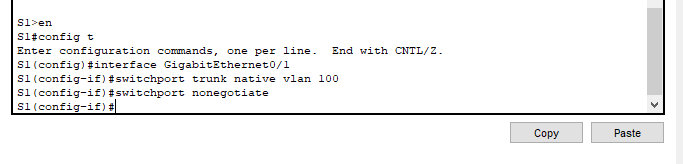 S1>en
S1#config t
Enter configuration commands, one per line.  End with CNTL/Z.
S1(config)#interface GigabitEthernet0/1
S1(config-if)#switchport trunk native vlan 100
S1(config-if)#switchport nonegotiate
S1(config-if)#
Copy
Paste